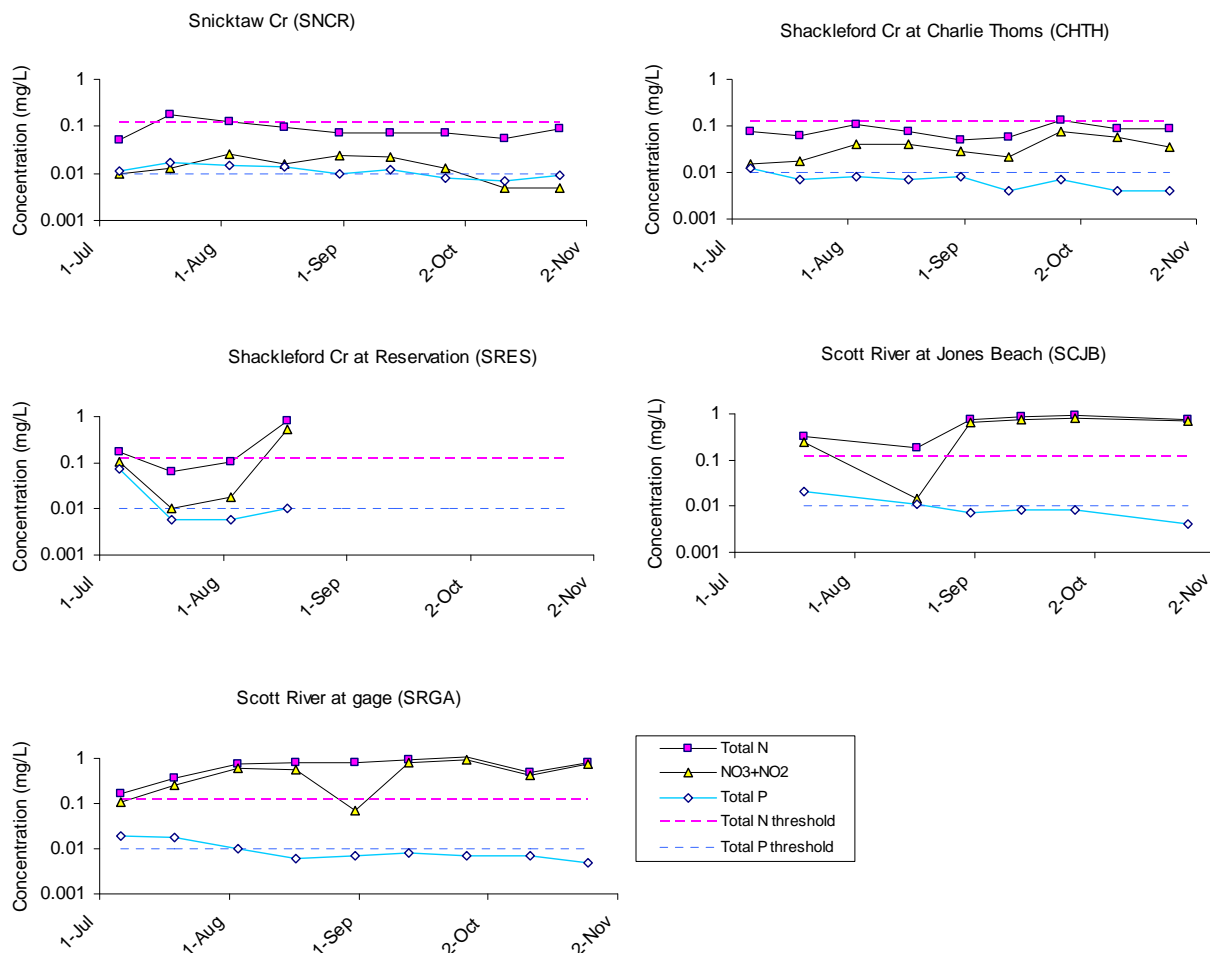 Snicktaw Cr (SNCR)
Concentration (mg/L)
1
0.1
0.01
0.001
1-Jul
1-Aug
1-Sep
2-Oct
2-Nov
Shackleford Cr at Charlie Thoms (CHTH)
Concentration (mg/L)
1
0.1
0.01
0.001
1-Jul
1-Aug
1-Sep
2-Oct
2-Nov
Shackleford Cr at Reservation (SRES)
Concentration (mg/L)
1
0.1
0.01
0.001
1-Jul
1-Aug
1-Sep
2-Oct
2-Nov
Scott River at Jones Beach (SCJB)
Concentration (mg/L)
1
0.1
0.01
0.001
1-Jul
1-Aug
1-Sep
2-Oct
2-Nov
Scott River at gage (SRGA)
Concentration (mg/L)
1
0.1
0.01
0.001
1-Jul
1-Aug
1-Sep
2-Oct
2-Nov
Total N
NO3+NO2
Total P
Total N threshold
Total P threshold